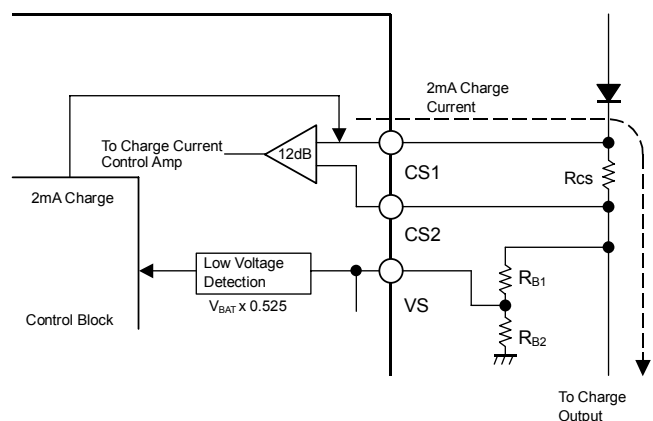 2mA Charge
Current
To Charge Current
Control Amp
12dB
CS1
Rcs
2mA Charge
CS2
Low Voltage
Detection
RB1
VBAT x 0.525
VS
Control Block
RB2
To Charge
Output